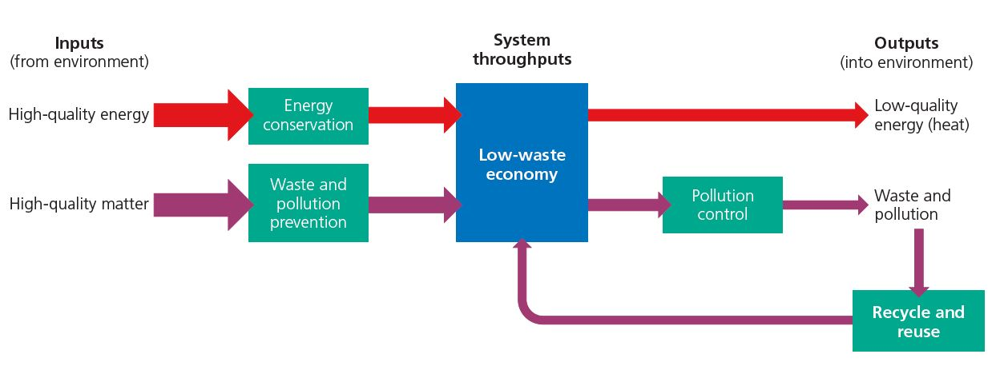 Inputs
(from environment)
System
throughputs
Outputs
(into environment)
High-quality energy
Energy
conservation
Low-quality
energy (heat)
Low-waste
economy
High-quality matter
Waste and
pollution
prevention
Pollution
control
Waste and
pollution
Recycle and
reuse